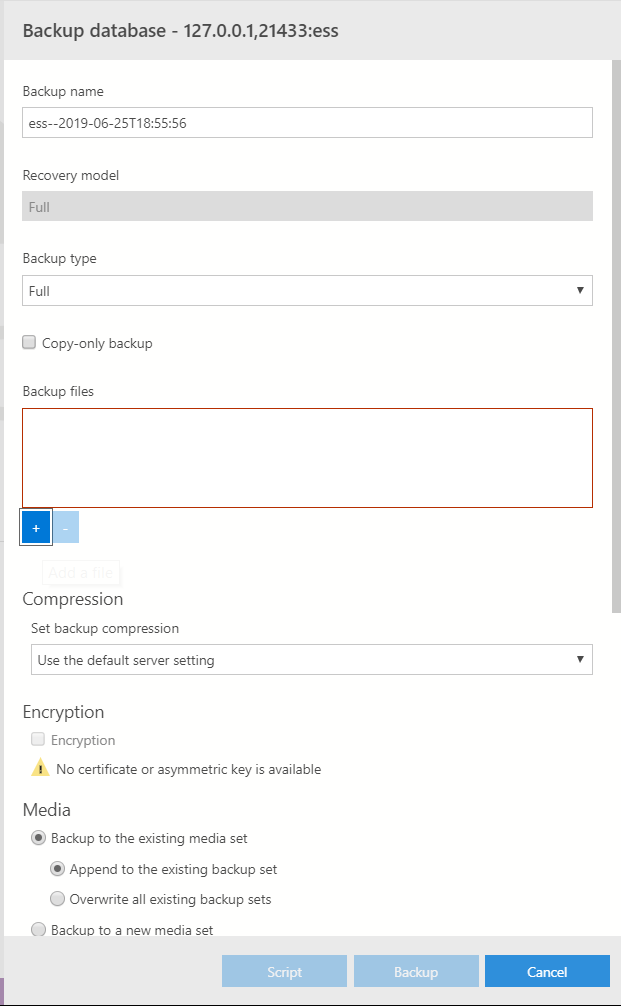 Backup database - 127.0.0.1,21433:ess
Backup name
ess--2019-06-25T18:55:56
Recovery model
Full
Backup type
Full
Copy-only backup
Backup files
+ -
Add a file
Compression
Set backup compression
Use the default server setting
Encryption
Encryption
No certificate or asymmetric key is available
Media
Backup to the existing media set
Append to the existing backup set
Overwrite all existing backup sets
Backup to a new media set
Script Backup Cancel